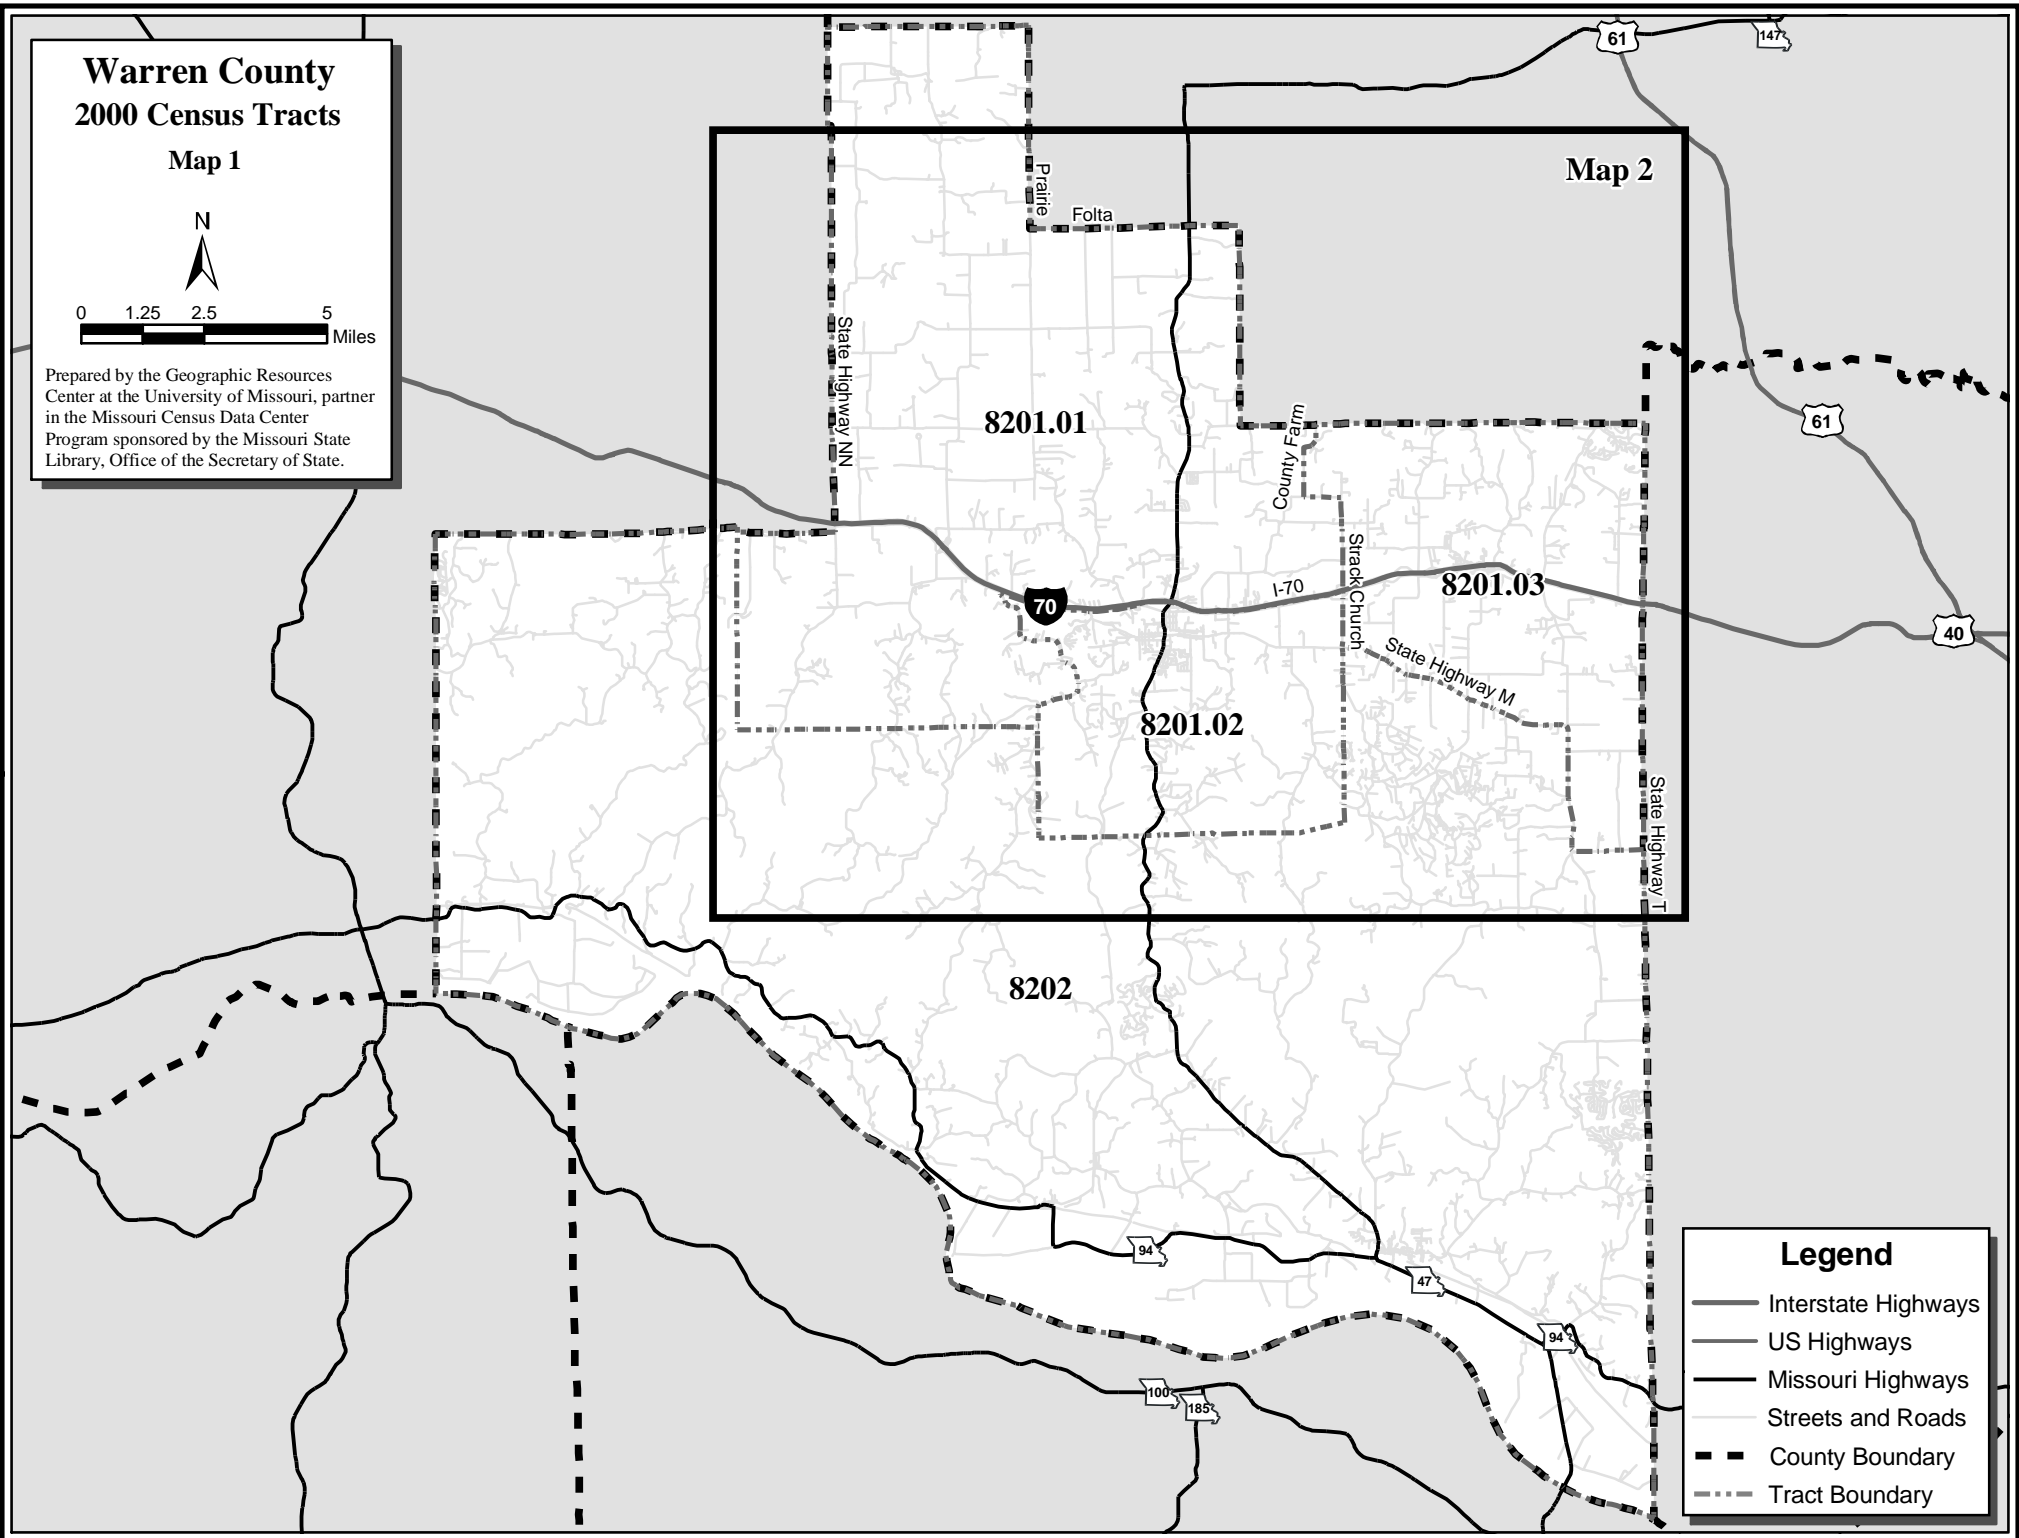 Warren County
2000 Census Tracts
Map 1
N
0 1.25 2.5 5
Miles
Prepared by the Geographic Resources
Center at the University of Missouri, partner
in the Missouri Census Data Center
Program sponsored by the Missouri State
Library, Office of the Secretary of State.
61
147
Map 2
Prairie
Folta
State Highway NN
8201.01
County Farm
61
Strack Church
I-70
8201.03
70
40
State Highway M
8201.02
State Highway T
8202
94
47
94
100
185
Legend
Interstate Highways
US Highways
Missouri Highways
Streets and Roads
County Boundary
Tract Boundary